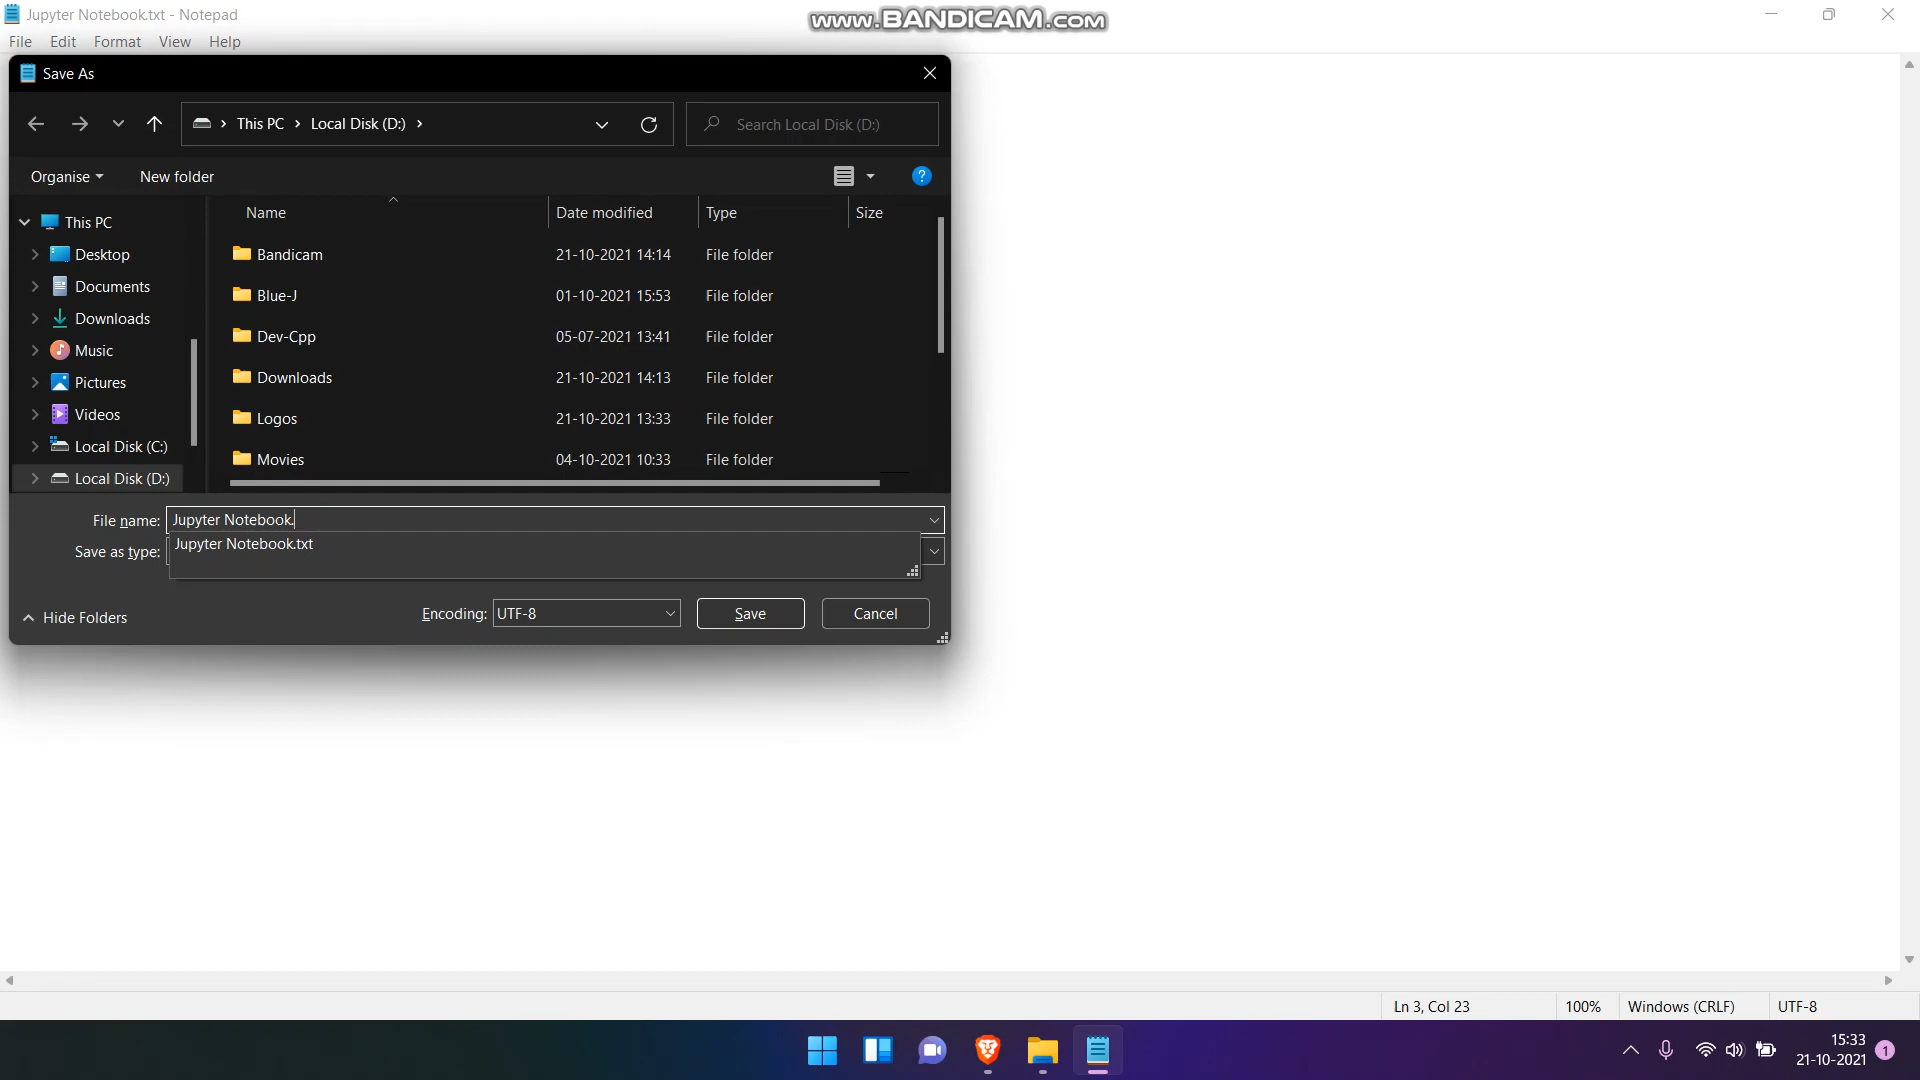 Jupyter Notebook.txt - Notepad
www.BANDICAM.com
File Edit Format View Help
Save As
This PC Local Disk (D:)
Search Local Disk (D:)
Organise New folder
?
Name Date modified Type Size
This PC
Desktop
Documents
Downloads
Music
Pictures
Videos
Local Disk (C:)
Local Disk (D:)
Bandicam 21-10-2021 14:14 File folder
Blue-J 01-10-2021 15:53 File folder
Dev-Cpp 05-07-2021 13:41 File folder
Downloads 21-10-2021 14:13 File folder
Logos 21-10-2021 13:33 File folder
Movies 04-10-2021 10:33 File folder
File name: Jupyter Notebook.
Jupyter Notebook.txt
Save as type:
Hide Folders
Encoding: UTF-8 Save Cancel
Ln 3, Col 23 100% Windows (CRLF) UTF-8
15:33
21-10-2021
1